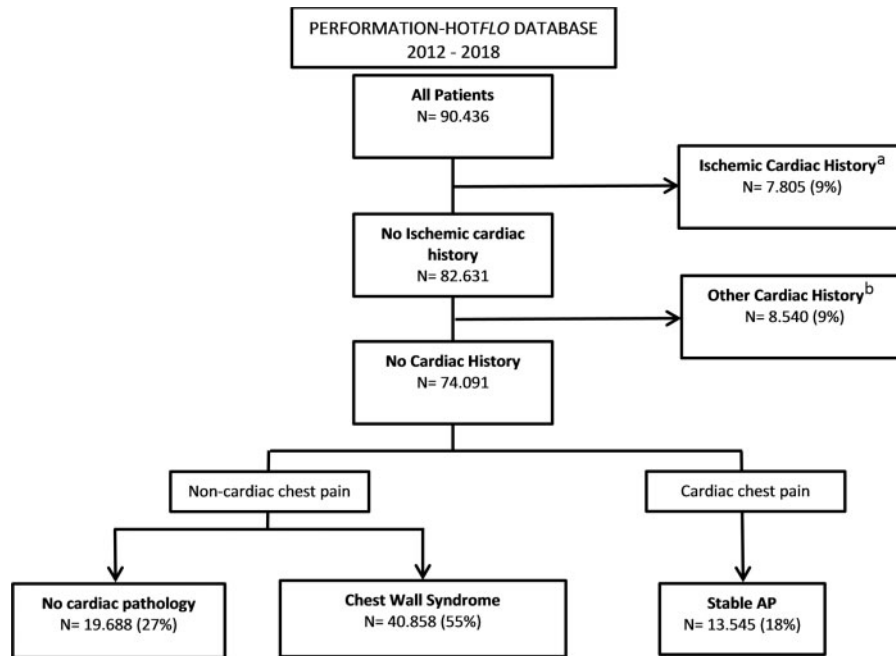 PERFORMATION-HOTFLO DATABASE
2012 - 2018
All Patients
N= 90.436
Ischemic Cardiac Historyᵃ
N= 7.805 (9%)
No Ischemic cardiac
history
N= 82.631
Other Cardiac Historyᵇ
N= 8.540 (9%)
No Cardiac History
N= 74.091
Non-cardiac chest pain
Cardiac chest pain
No cardiac pathology
N= 19.688 (27%)
Chest Wall Syndrome
N= 40.858 (55%)
Stable AP
N= 13.545 (18%)